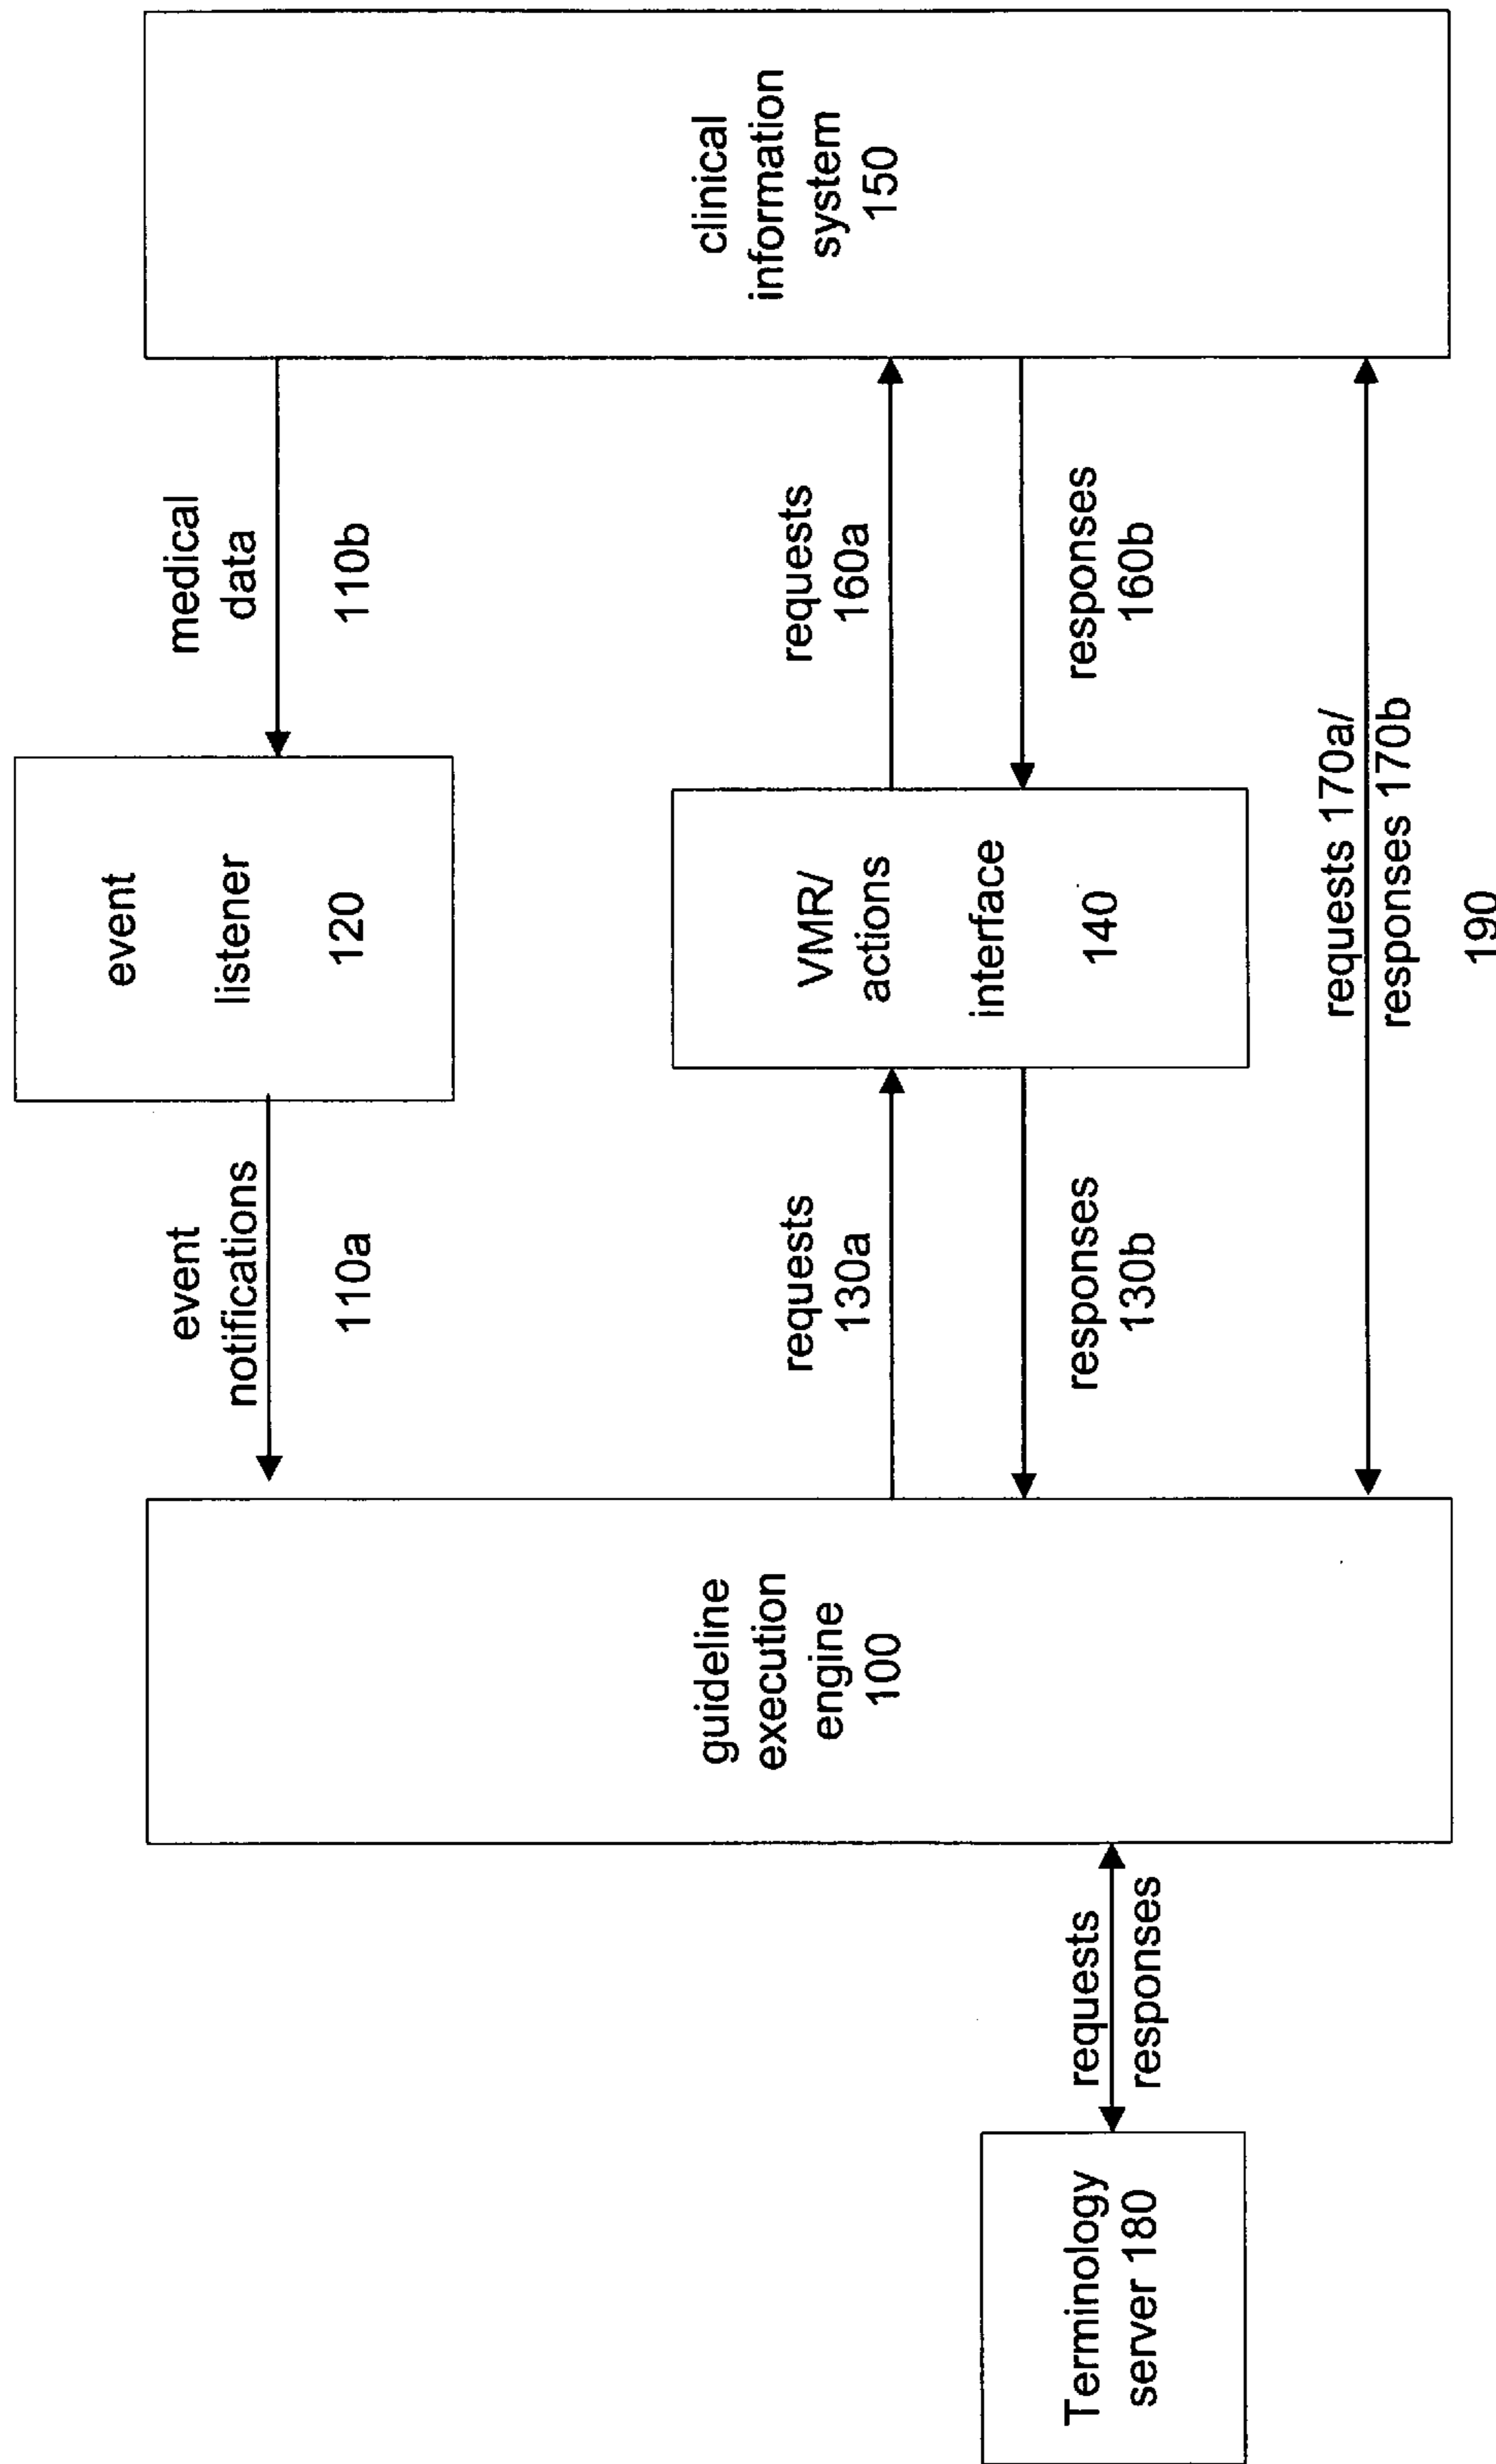 event
listener
120
event
notifications
110a
medical
data
110b
Terminology
server 180
requests
responses
guideline
execution
engine
100
requests
130a
responses
130b
VMR/
actions
interface
140
requests
160a
responses
160b
clinical
information
system
150
requests 170a/
responses 170b
190